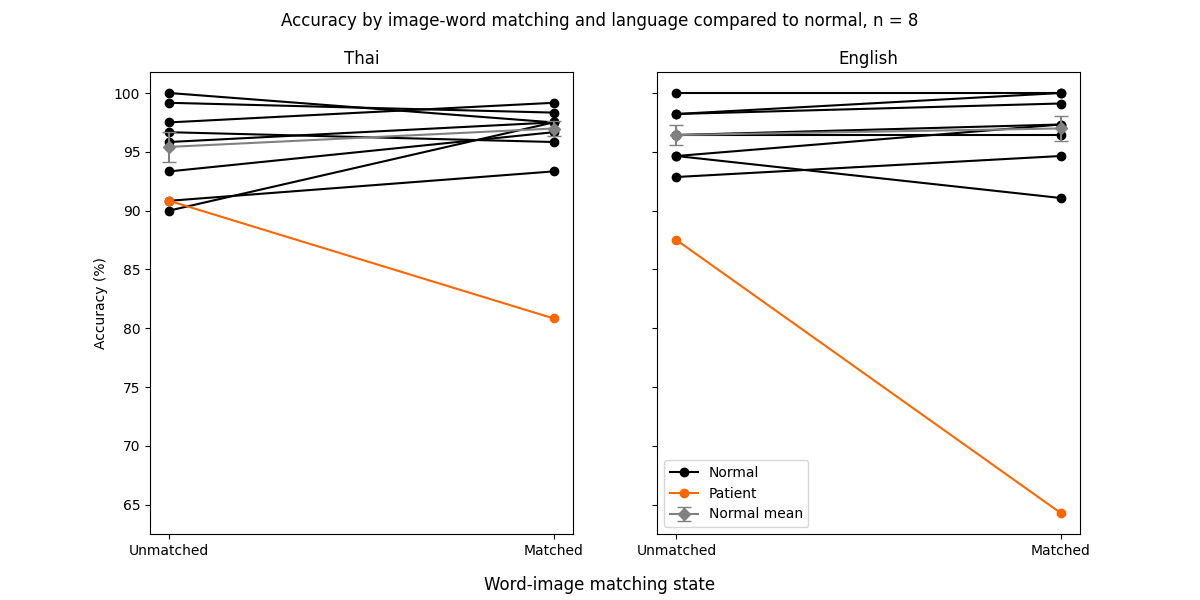 Accuracy by image-word matching and language compared to normal, n = 8
Thai
English
Accuracy (%)
100
95
90
85
80
75
70
65
Unmatched
Matched
Unmatched
Matched
Normal
Patient
Normal mean
Word-image matching state